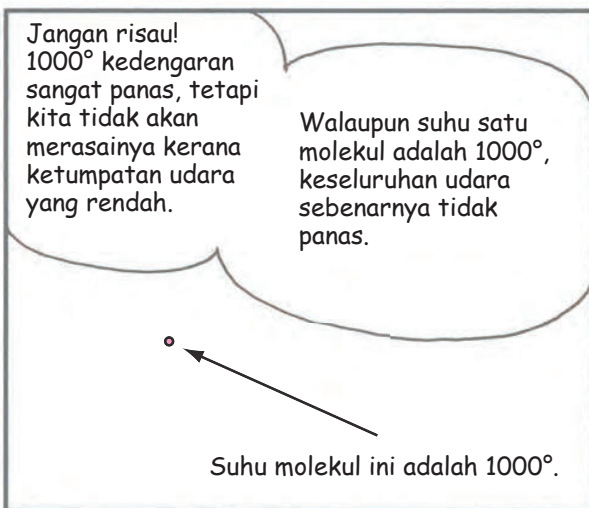 Jangan risau!
1000° kedengaran
sangat panas, tetapi
kita tidak akan
merasainya kerana
ketumpatan udara
yang rendah.
Walaupun suhu satu
molekul adalah 1000°,
keseluruhan udara
sebenarnya tidak
panas.
Suhu molekul ini adalah 1000°.